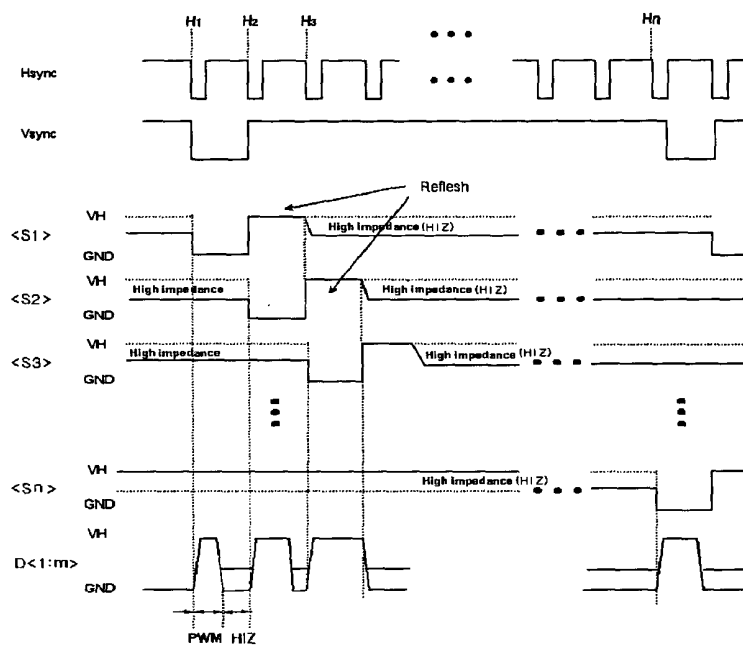 H1 H2 H3 Hn
Hsync
Vsync
Reflesh
<S1> VH High impedance(HIZ)
GND
<S2> VH High impedance High impedance(HIZ)
GND
<S3> VH High impedance High impedance(HIZ)
GND
<Sn> VH High impedance(HIZ)
GND
D<1:m> VH
GND
PWM HIZ